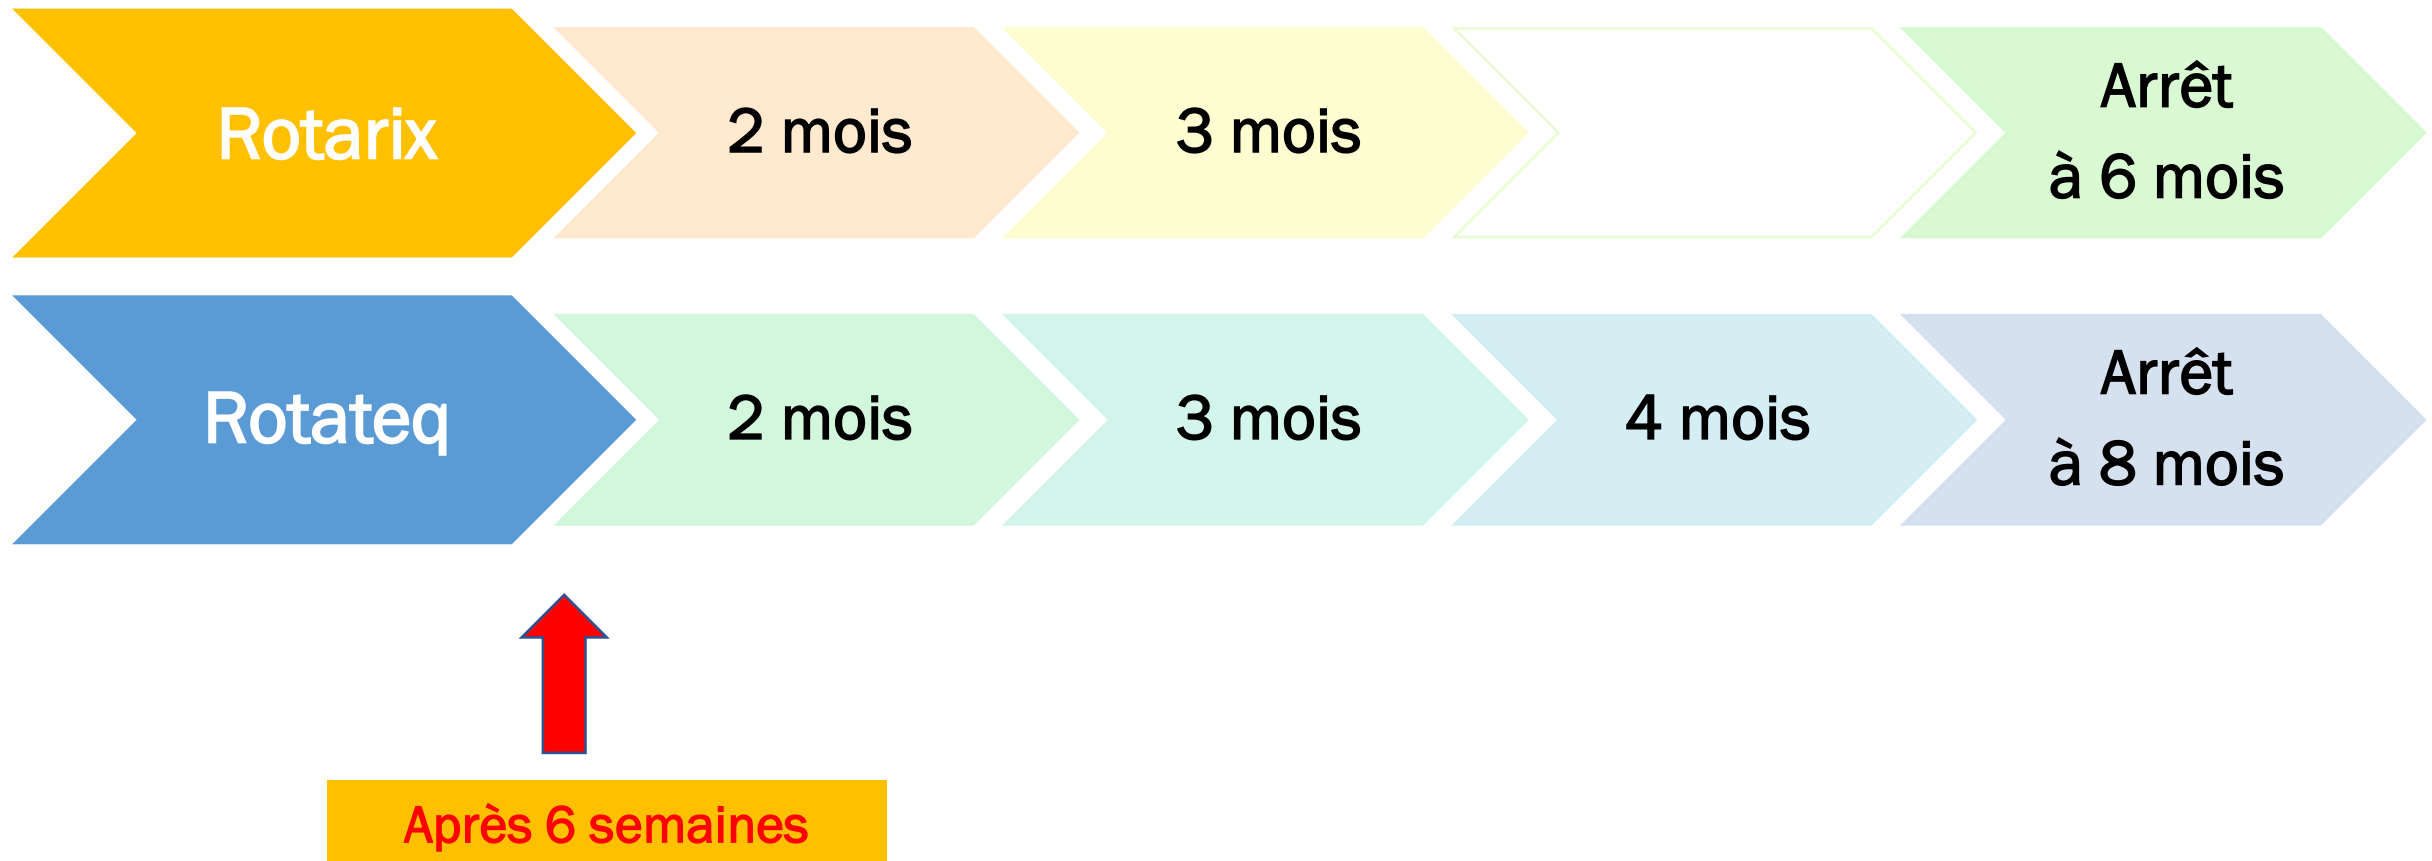 Rotarix
2 mois
3 mois
Arrêt
à 6 mois
Rotateq
2 mois
3 mois
4 mois
Arrêt
à 8 mois
Après 6 semaines